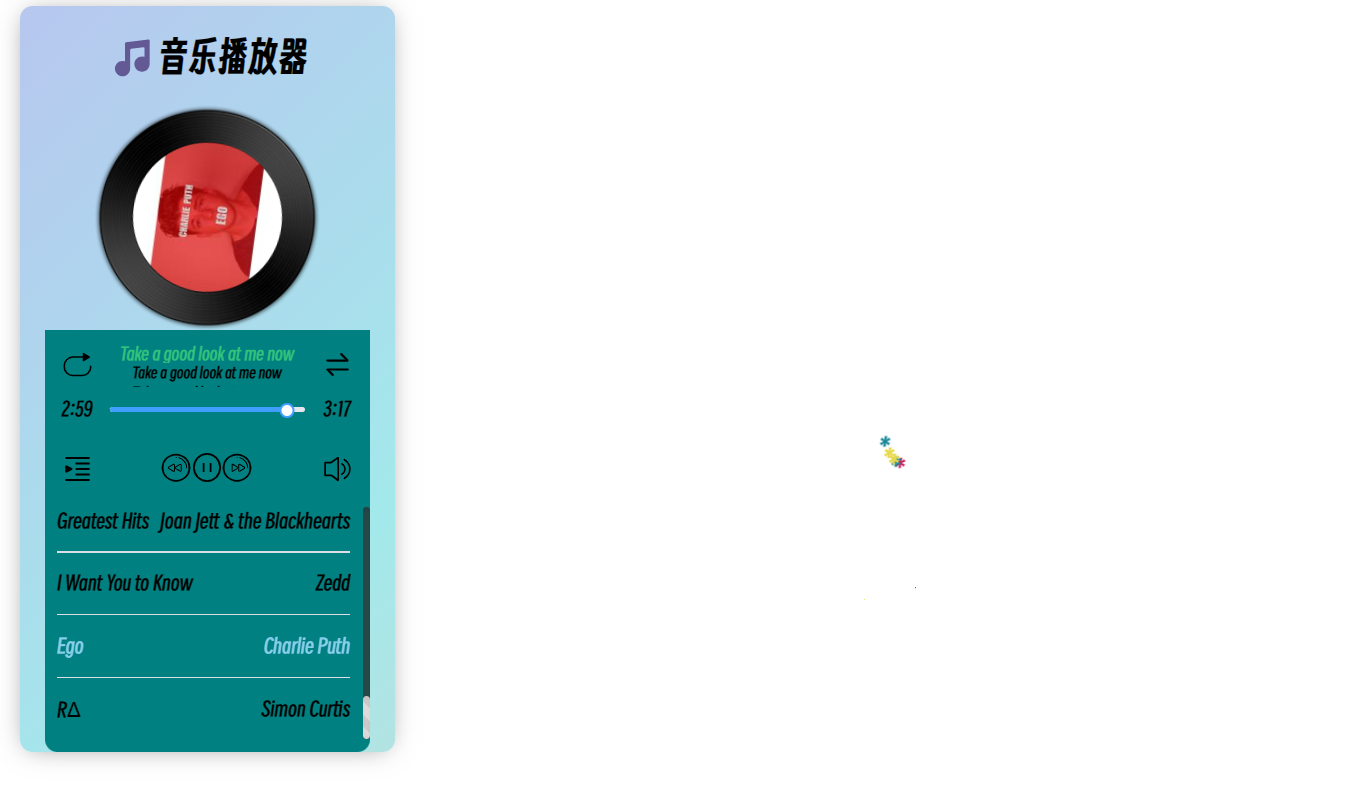 音乐播放器
CHARLIE PUTH
EGO
Take a good look at me now
Take a good look at me now
2:59 3:17
Greatest Hits Joan Jett & the Blackhearts
I Want You to Know Zedd
Ego Charlie Puth
RΔ Simon Curtis